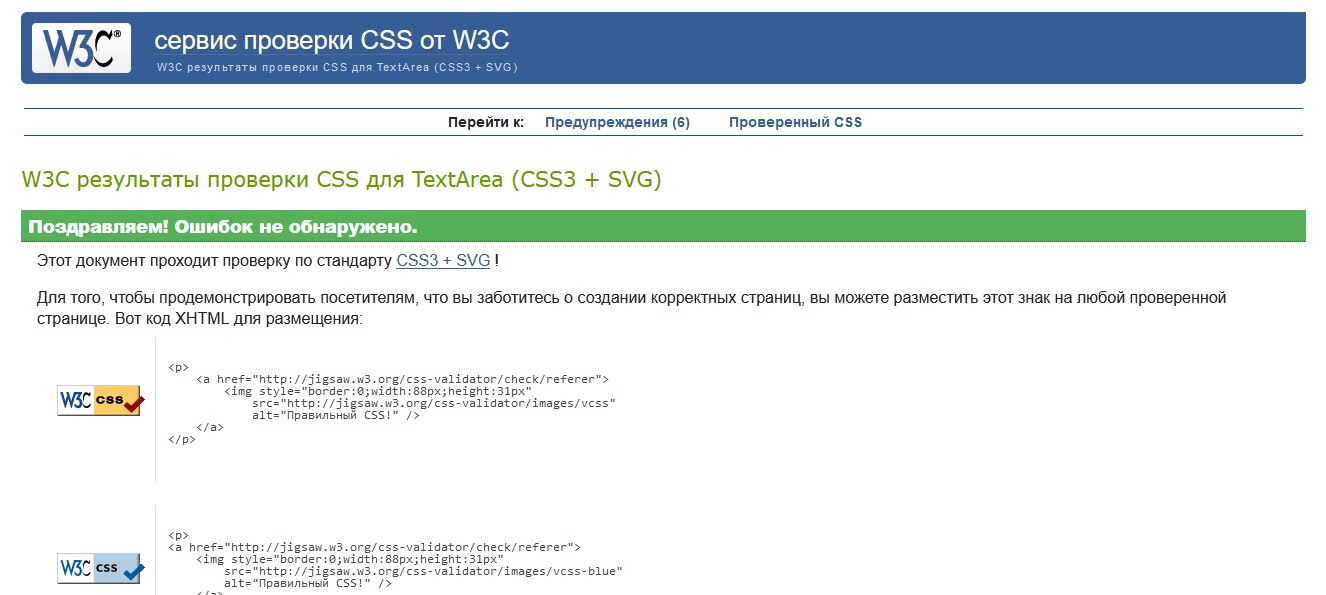 W3C® сервис проверки CSS от W3C
W3C результаты проверки CSS для TextArea (CSS3 + SVG)
Перейти к: Предупреждения (6) Проверенный CSS
W3C результаты проверки CSS для TextArea (CSS3 + SVG)
Поздравляем! Ошибок не обнаружено.
Этот документ проходит проверку по стандарту CSS3 + SVG !
Для того, чтобы продемонстрировать посетителям, что вы заботитесь о создании корректных страниц, вы можете разместить этот знак на любой проверенной
странице. Вот код XHTML для размещения:
W3C css
<p>
<a href="http://jigsaw.w3.org/css-validator/check/referer">
<img style="border:0;width:88px;height:31px"
src="http://jigsaw.w3.org/css-validator/images/vcss"
alt="Правильный CSS!" />
</a>
</p>
W3C css
<p>
<a href="http://jigsaw.w3.org/css-validator/check/referer">
<img style="border:0;width:88px;height:31px"
src="http://jigsaw.w3.org/css-validator/images/vcss-blue"
alt="Правильный CSS!" />
</a>